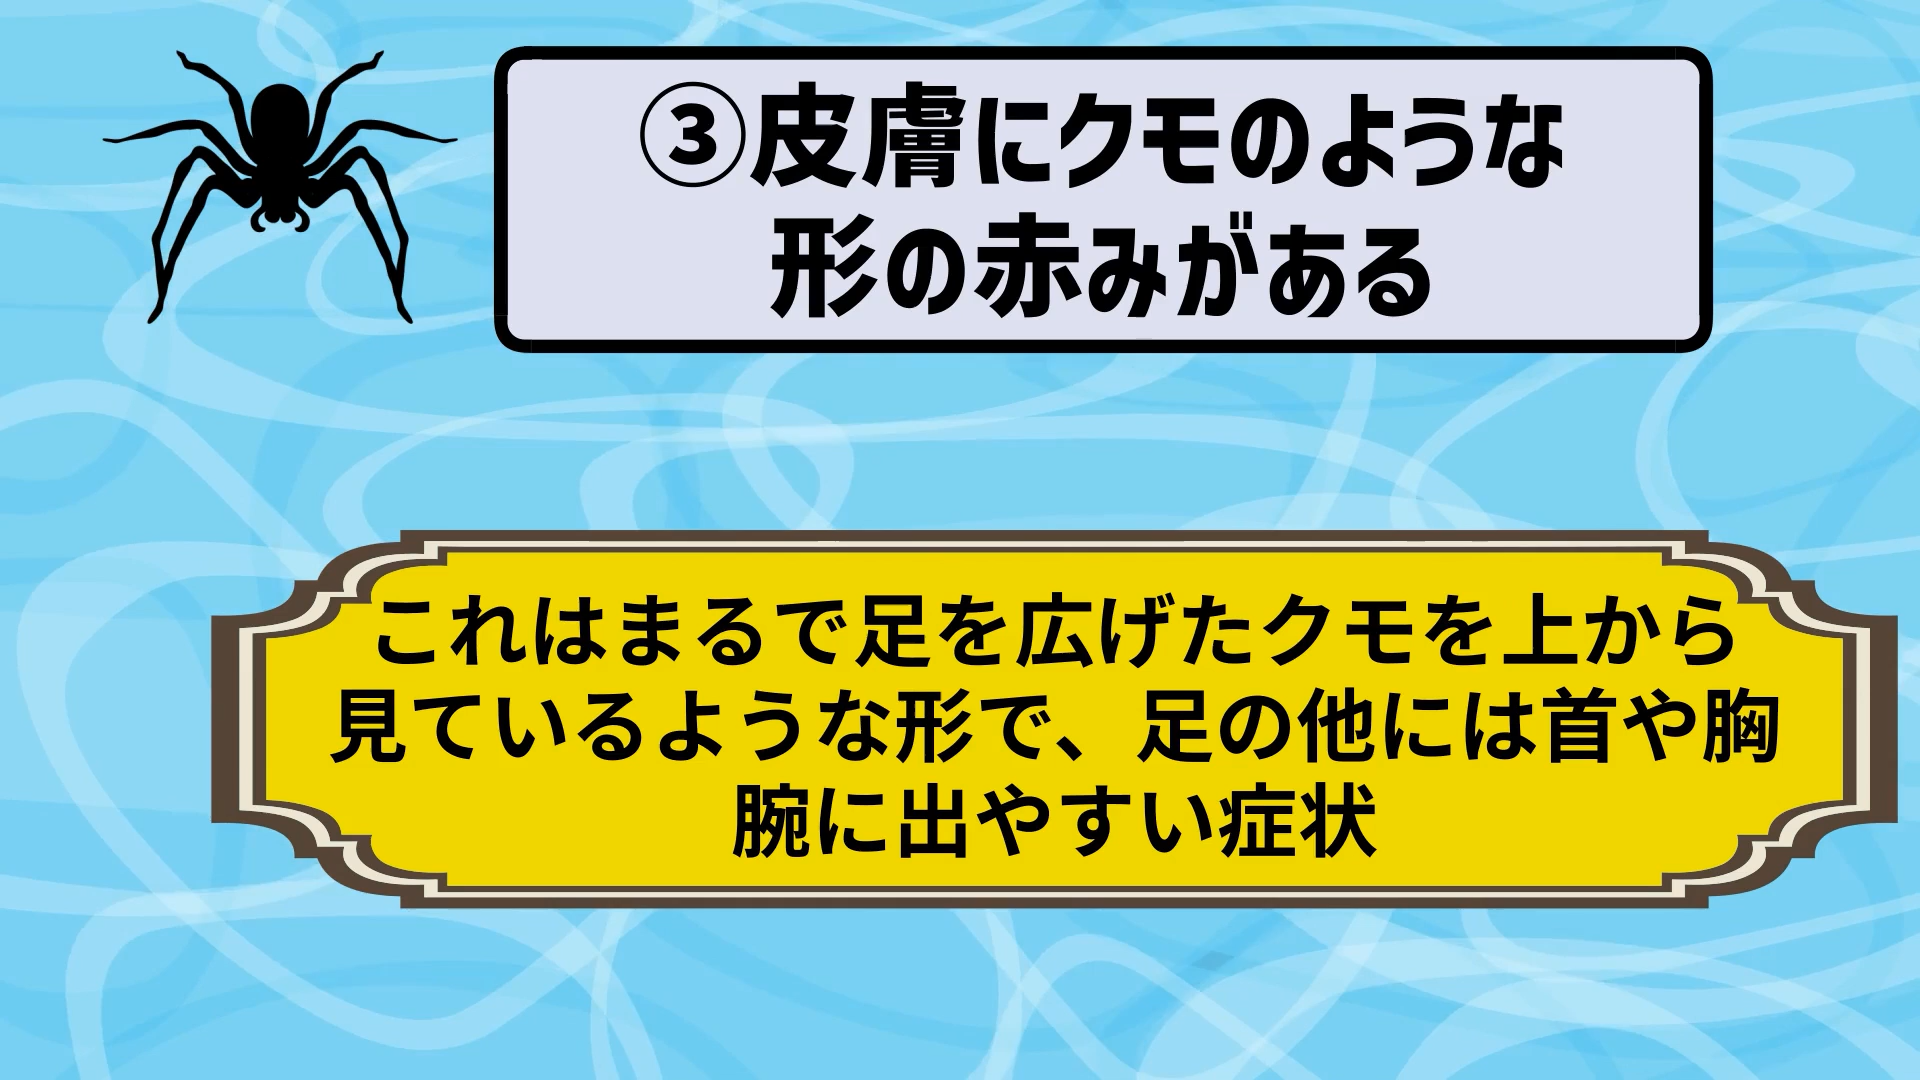 ③皮膚にクモのような
形の赤みがある
これはまるで足を広げたクモを上から
見ているような形で、足の他には首や胸
腕に出やすい症状